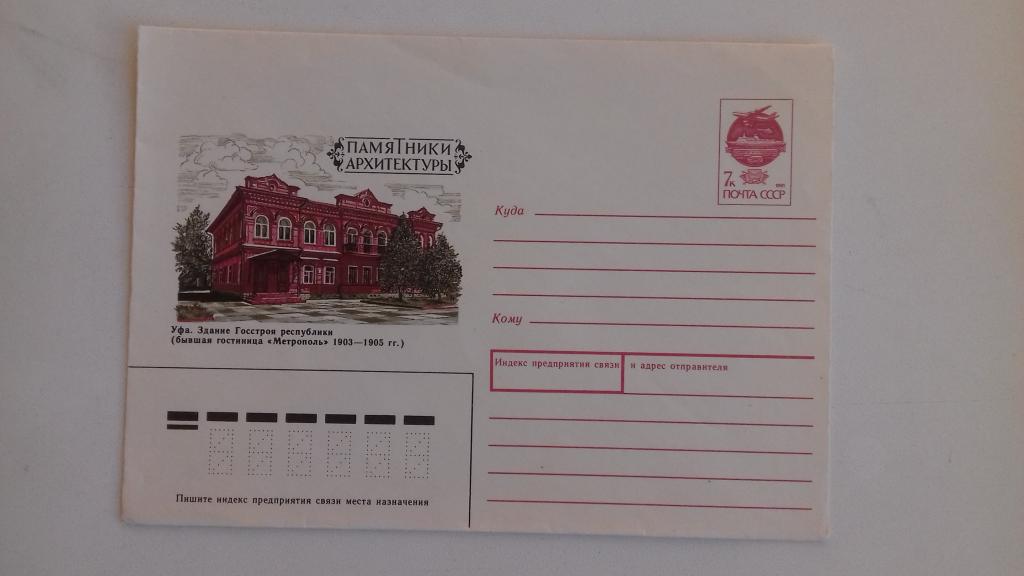 ПАМЯТНИКИ
АРХИТЕКТУРЫ
7к
ПОЧТА СССР
Куда
Кому
Уфа. Здание Госстроя республики
(бывшая гостиница «Метрополь» 1903—1905 гг.)
Индекс предприятия связи и адрес отправителя
Пишите индекс предприятия связи места назначения